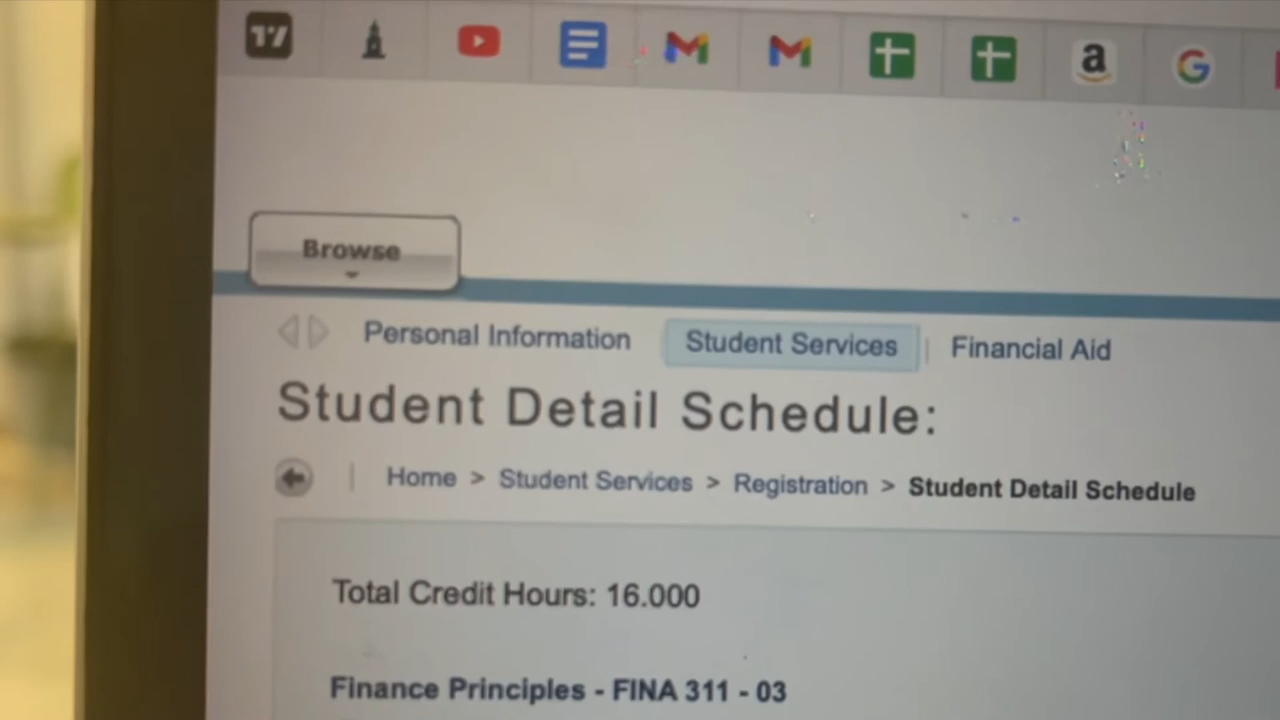 Browse
Personal Information Student Services | Financial Aid
Student Detail Schedule:
| Home > Student Services > Registration > Student Detail Schedule
Total Credit Hours: 16.000
Finance Principles - FINA 311 - 03